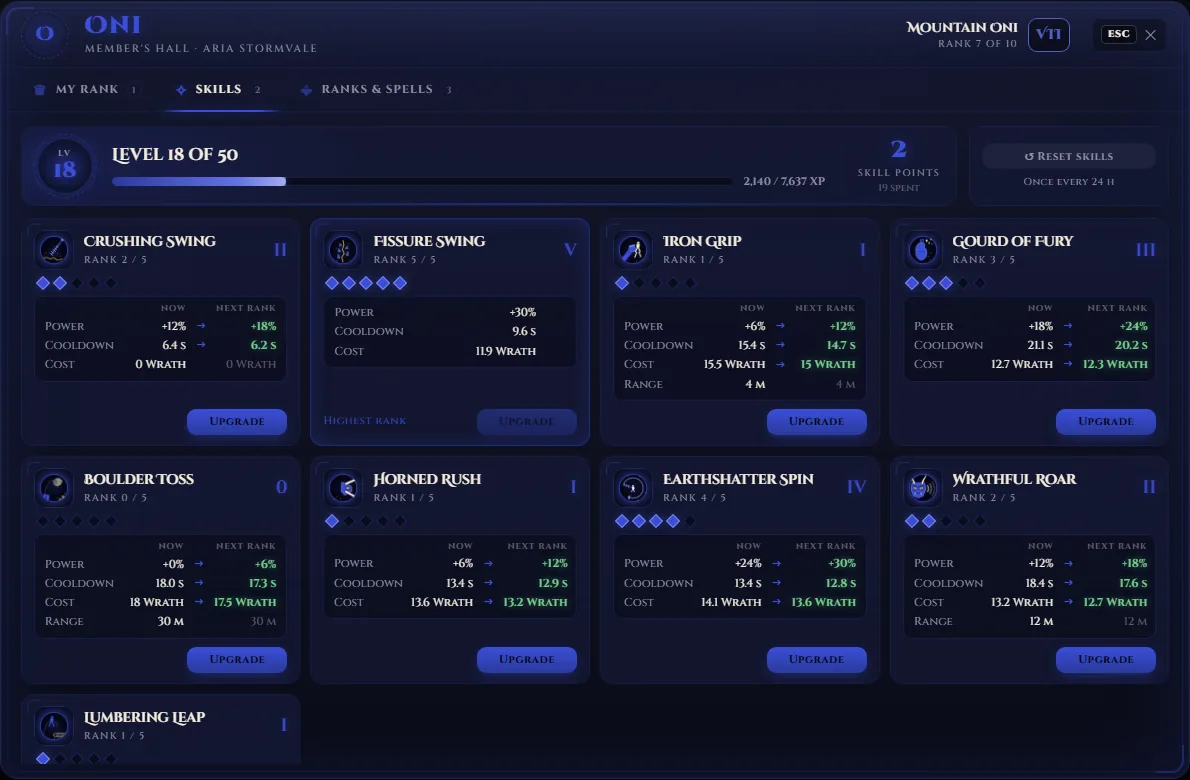 O
ONI
MEMBER'S HALL · ARIA STORMVALE
MOUNTAIN ONI
RANK 7 OF 10
VII
ESC
MY RANK 1
SKILLS 2
RANKS & SPELLS 3
LV
18
LEVEL 18 OF 50
2,140 / 7,637 XP
2
SKILL POINTS
19 SPENT
↺ RESET SKILLS
ONCE EVERY 24 H
CRUSHING SWING
RANK 2 / 5
II
NOW NEXT RANK
POWER +12% → +18%
COOLDOWN 6.4 S → 6.2 S
COST 0 WRATH 0 WRATH
UPGRADE
FISSURE SWING
RANK 5 / 5
V
POWER +30%
COOLDOWN 9.6 S
COST 11.9 WRATH
HIGHEST RANK
UPGRADE
IRON GRIP
RANK 1 / 5
I
NOW NEXT RANK
POWER +6% → +12%
COOLDOWN 15.4 S → 14.7 S
COST 15.5 WRATH → 15 WRATH
RANGE 4 M 4 M
UPGRADE
GOURD OF FURY
RANK 3 / 5
III
NOW NEXT RANK
POWER +18% → +24%
COOLDOWN 21.1 S → 20.2 S
COST 12.7 WRATH → 12.3 WRATH
UPGRADE
BOULDER TOSS
RANK 0 / 5
0
NOW NEXT RANK
POWER +0% → +6%
COOLDOWN 18.0 S → 17.3 S
COST 18 WRATH → 17.5 WRATH
RANGE 30 M 30 M
UPGRADE
HORNED RUSH
RANK 1 / 5
I
NOW NEXT RANK
POWER +6% → +12%
COOLDOWN 13.4 S → 12.9 S
COST 13.6 WRATH → 13.2 WRATH
UPGRADE
EARTHSHATTER SPIN
RANK 4 / 5
IV
NOW NEXT RANK
POWER +24% → +30%
COOLDOWN 13.4 S → 12.8 S
COST 14.1 WRATH → 13.6 WRATH
UPGRADE
WRATHFUL ROAR
RANK 2 / 5
II
NOW NEXT RANK
POWER +12% → +18%
COOLDOWN 18.4 S → 17.6 S
COST 13.2 WRATH → 12.7 WRATH
RANGE 12 M 12 M
UPGRADE
LUMBERING LEAP
RANK 1 / 5
I